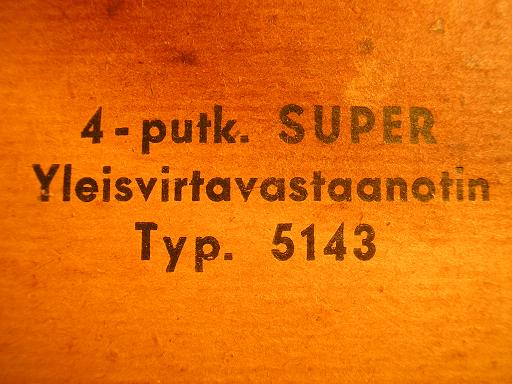 4 - putk. SUPER
Yleisvirtavastaanotin
Typ. 5143